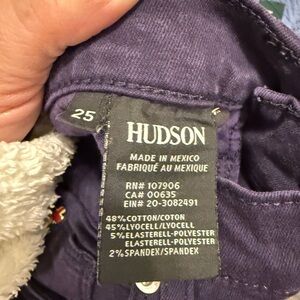 25
HUDSON
MADE IN MEXICO
FABRIQUÉ AU MEXIQUE
RN# 107906
CA# 00635
EIN# 20-3082491
48% COTTON/COTON
45% LYOCELL/LYOCELL
5% ELASTERELL-POLYESTER
ELASTERELL-POLYESTER
2% SPANDEX/SPANDEX